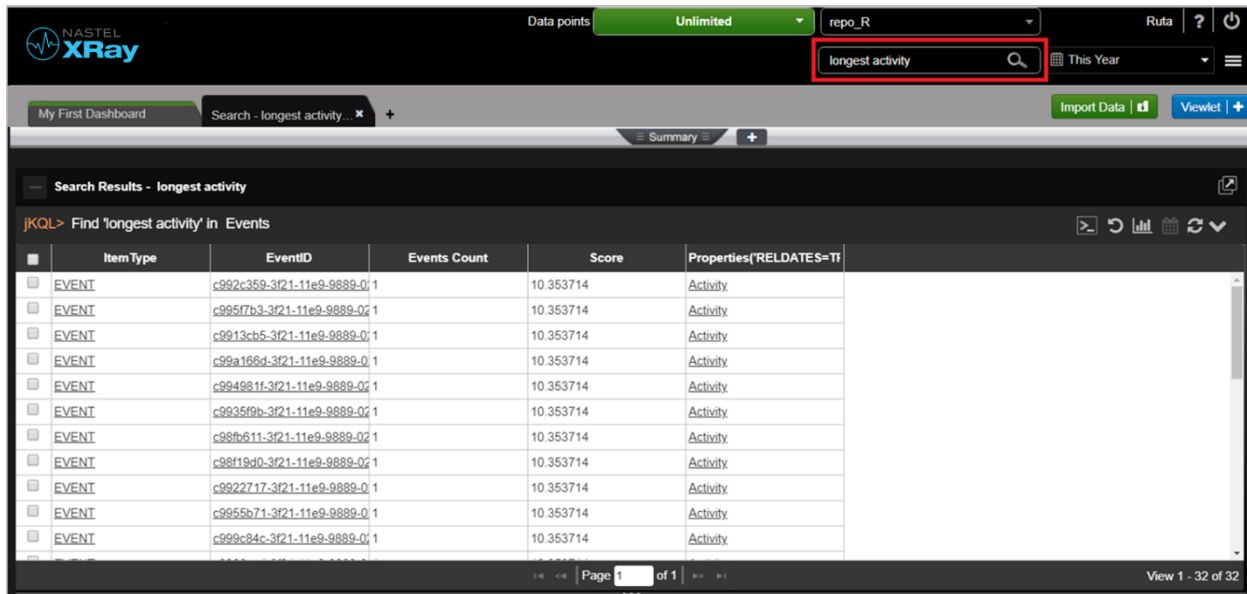 NASTEL
XRay
Data points Unlimited repo_R Ruta ?
longest activity This Year
My First Dashboard Search - longest activity... × + Import Data Viewlet +
Summary +
Search Results - longest activity
jKQL> Find 'longest activity' in Events
ItemType EventID Events Count Score Properties('RELDATES=TF
EVENT c992c359-3f21-11e9-9889-02 1 10.353714 Activity
EVENT c995f7b3-3f21-11e9-9889-02 1 10.353714 Activity
EVENT c9913cb5-3f21-11e9-9889-0 1 10.353714 Activity
EVENT c99a166d-3f21-11e9-9889-0 1 10.353714 Activity
EVENT c994981f-3f21-11e9-9889-02 1 10.353714 Activity
EVENT c9935f9b-3f21-11e9-9889-02 1 10.353714 Activity
EVENT c98fb611-3f21-11e9-9889-02 1 10.353714 Activity
EVENT c98f19d0-3f21-11e9-9889-02 1 10.353714 Activity
EVENT c9922717-3f21-11e9-9889-0 1 10.353714 Activity
EVENT c9955b71-3f21-11e9-9889-0 1 10.353714 Activity
EVENT c999c84c-3f21-11e9-9889-02 1 10.353714 Activity
Page 1 of 1 View 1 - 32 of 32